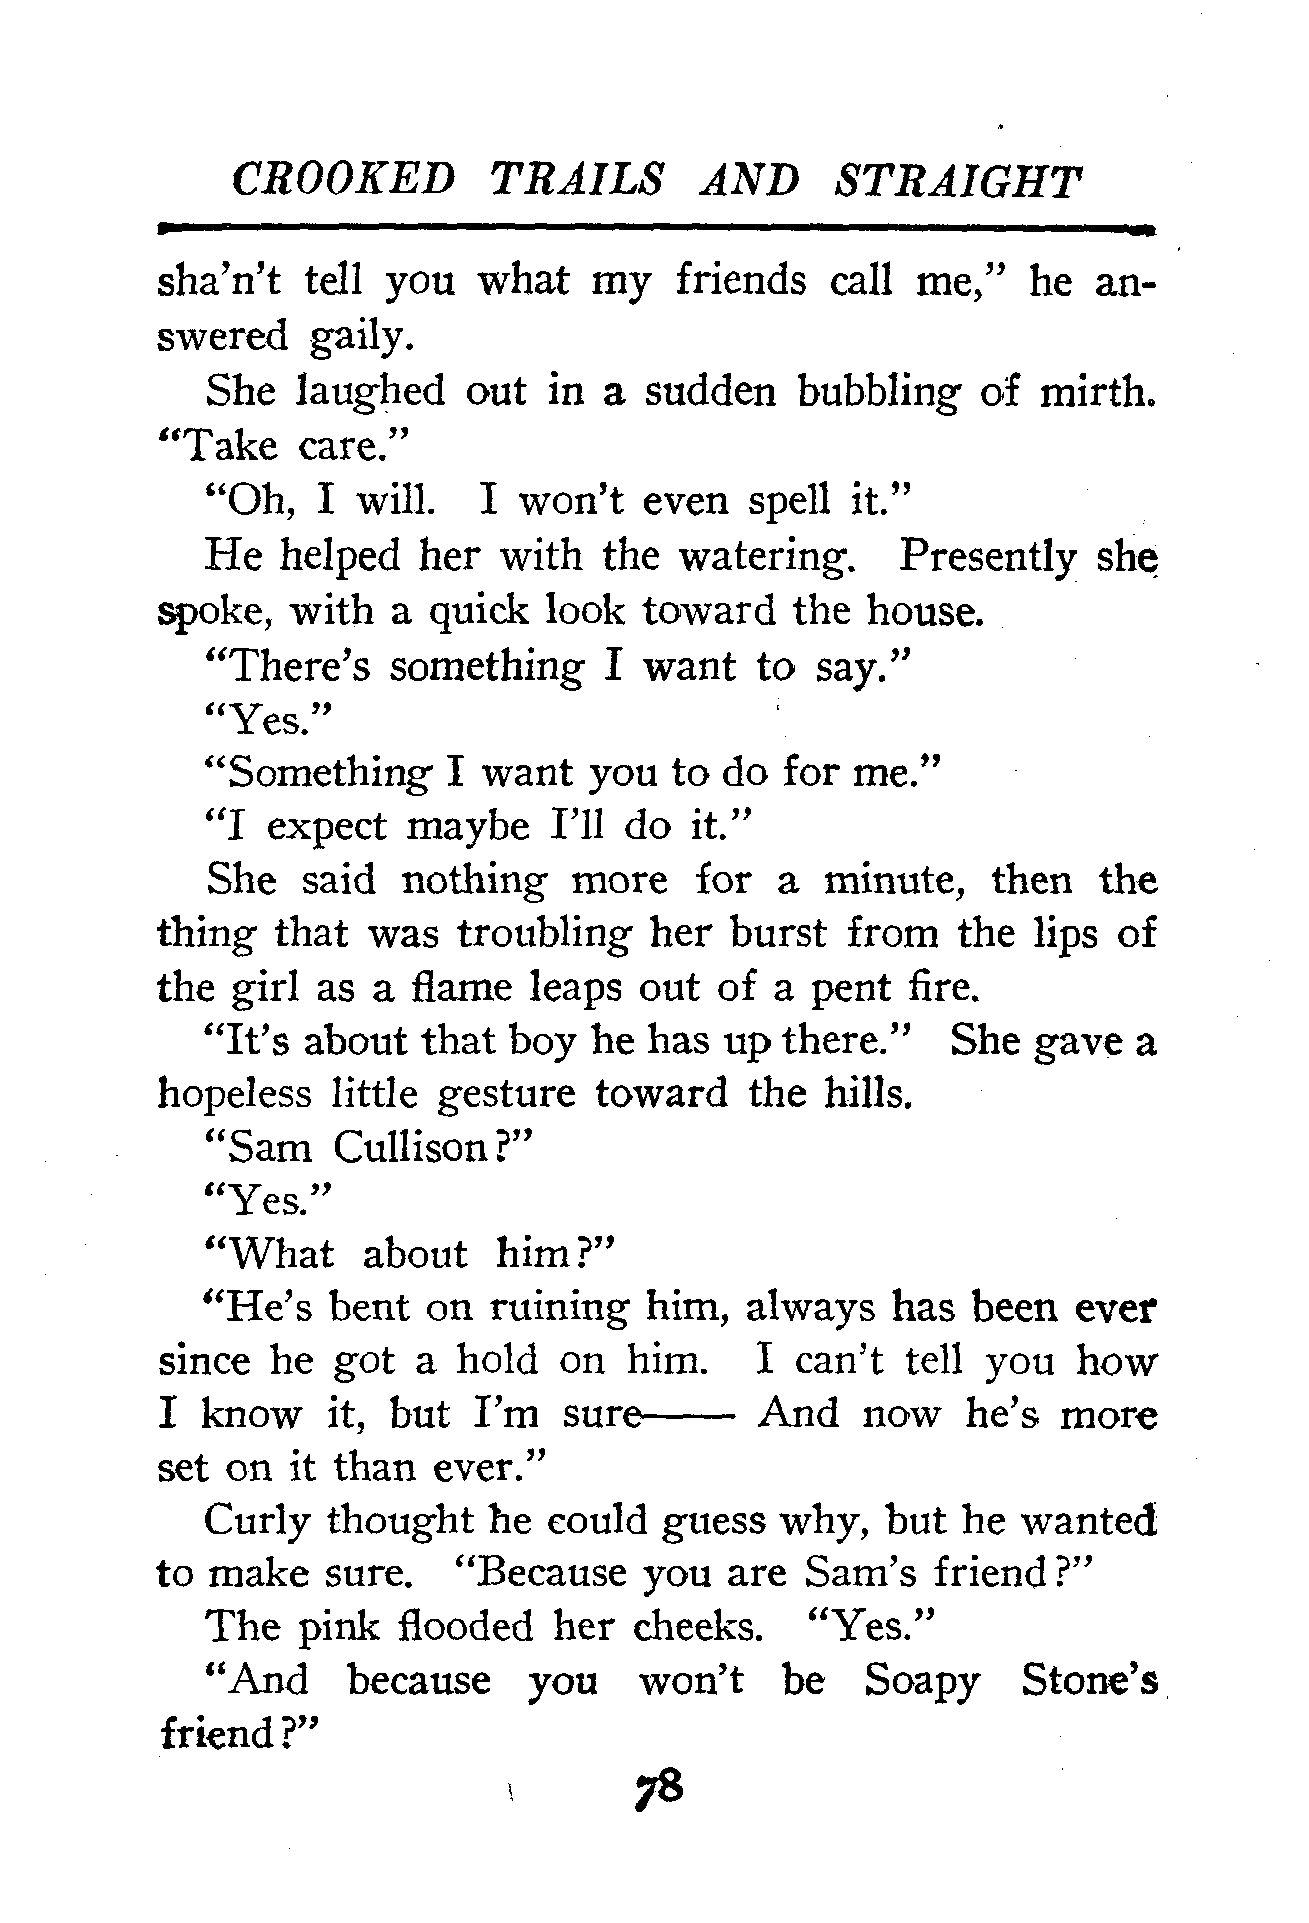 CROOKED TRAILS AND STRAIGHT
sha'n't tell you what my friends call me,” he an-
swered gaily.
She laughed out in a sudden bubbling of mirth.
“Take care.”
“Oh, I will. I won't even spell it.”
He helped her with the watering. Presently she
spoke, with a quick look toward the house.
“There's something I want to say.”
“Yes.”
“Something I want you to do for me.”
“I expect maybe I'll do it.”
She said nothing more for a minute, then the
thing that was troubling her burst from the lips of
the girl as a flame leaps out of a pent fire.
“It's about that boy he has up there.” She gave a
hopeless little gesture toward the hills.
“Sam Cullison?”
“Yes.”
“What about him?”
“He's bent on ruining him, always has been ever
since he got a hold on him. I can't tell you how
I know it, but I'm sure—— And now he's more
set on it than ever.”
Curly thought he could guess why, but he wanted
to make sure. “Because you are Sam's friend?”
The pink flooded her cheeks. “Yes.”
“And because you won't be Soapy Stone's
friend?”
78